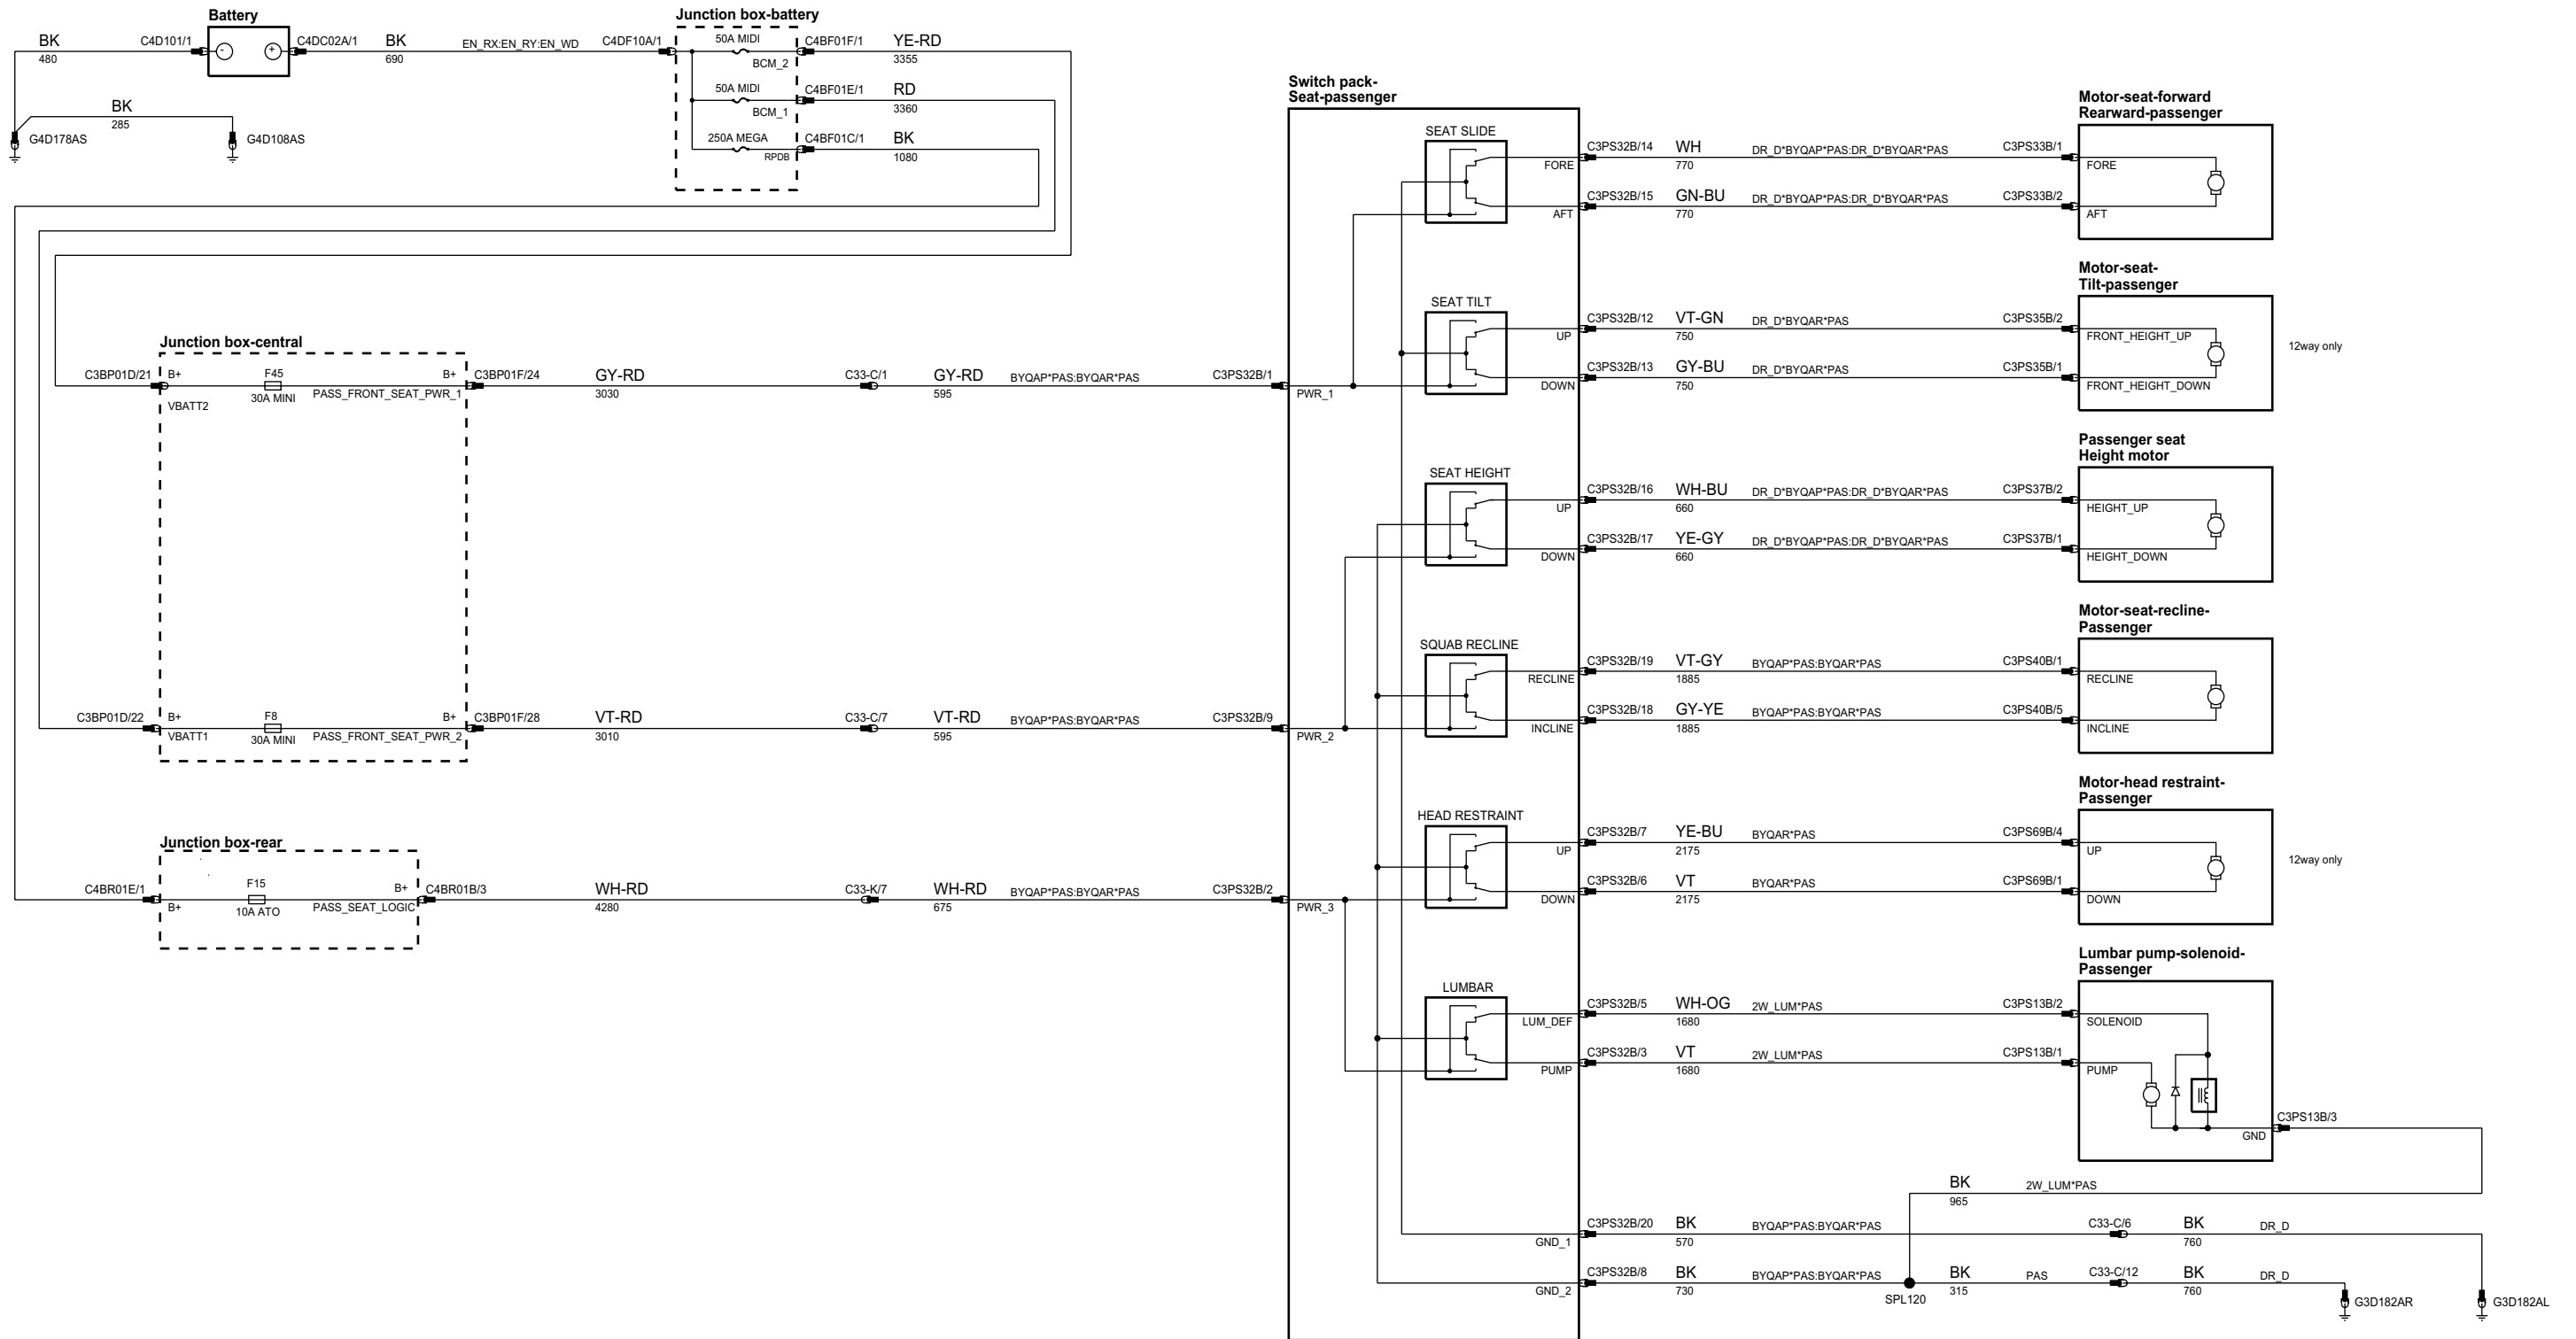 Battery
BK
480
C4D101/1
-
+
C4DC02A/1
BK
690
EN_RX:EN_RY:EN_WD
C4DF10A/1
BK
285
G4D178AS
G4D108AS
Junction box-battery
50A MIDI
BCM_2
C4BF01F/1
YE-RD
3355
50A MIDI
BCM_1
C4BF01E/1
RD
3360
250A MEGA
RPDB
C4BF01C/1
BK
1080
Junction box-central
C3BP01D/21
B+
VBATT2
F45
30A MINI
B+
PASS_FRONT_SEAT_PWR_1
C3BP01F/24
GY-RD
3030
C33-C/1
GY-RD
595
BYQAP*PAS:BYQAR*PAS
C3PS32B/1
PWR_1
C3BP01D/22
B+
VBATT1
F8
30A MINI
B+
PASS_FRONT_SEAT_PWR_2
C3BP01F/28
VT-RD
3010
C33-C/7
VT-RD
595
BYQAP*PAS:BYQAR*PAS
C3PS32B/9
PWR_2
Junction box-rear
C4BR01E/1
B+
F15
10A ATO
B+
PASS_SEAT_LOGIC
C4BR01B/3
WH-RD
4280
C33-K/7
WH-RD
675
BYQAP*PAS:BYQAR*PAS
C3PS32B/2
PWR_3
Switch pack-
Seat-passenger
SEAT SLIDE
FORE
C3PS32B/14
WH
770
DR_D*BYQAP*PAS:DR_D*BYQAR*PAS
C3PS33B/1
AFT
C3PS32B/15
GN-BU
770
DR_D*BYQAP*PAS:DR_D*BYQAR*PAS
C3PS33B/2
Motor-seat-forward
Rearward-passenger
FORE
AFT
SEAT TILT
UP
C3PS32B/12
VT-GN
750
DR_D*BYQAR*PAS
C3PS35B/2
DOWN
C3PS32B/13
GY-BU
750
DR_D*BYQAR*PAS
C3PS35B/1
Motor-seat-
Tilt-passenger
FRONT_HEIGHT_UP
FRONT_HEIGHT_DOWN
12way only
SEAT HEIGHT
UP
C3PS32B/16
WH-BU
660
DR_D*BYQAP*PAS:DR_D*BYQAR*PAS
C3PS37B/2
DOWN
C3PS32B/17
YE-GY
660
DR_D*BYQAP*PAS:DR_D*BYQAR*PAS
C3PS37B/1
Passenger seat
Height motor
HEIGHT_UP
HEIGHT_DOWN
SQUAB RECLINE
RECLINE
C3PS32B/19
VT-GY
1885
BYQAP*PAS:BYQAR*PAS
C3PS40B/1
INCLINE
C3PS32B/18
GY-YE
1885
BYQAP*PAS:BYQAR*PAS
C3PS40B/5
Motor-seat-recline-
Passenger
RECLINE
INCLINE
HEAD RESTRAINT
UP
C3PS32B/7
YE-BU
2175
BYQAR*PAS
C3PS69B/4
DOWN
C3PS32B/6
VT
2175
BYQAR*PAS
C3PS69B/1
Motor-head restraint-
Passenger
UP
DOWN
12way only
LUMBAR
LUM_DEF
C3PS32B/5
WH-OG
1680
2W_LUM*PAS
C3PS13B/2
PUMP
C3PS32B/3
VT
1680
2W_LUM*PAS
C3PS13B/1
Lumbar pump-solenoid-
Passenger
SOLENOID
PUMP
GND
C3PS13B/3
BK
965
2W_LUM*PAS
GND_1
C3PS32B/20
BK
570
BYQAP*PAS:BYQAR*PAS
C33-C/6
BK
760
DR_D
GND_2
C3PS32B/8
BK
730
BYQAP*PAS:BYQAR*PAS
SPL120
BK
315
PAS
C33-C/12
BK
760
DR_D
G3D182AR
G3D182AL